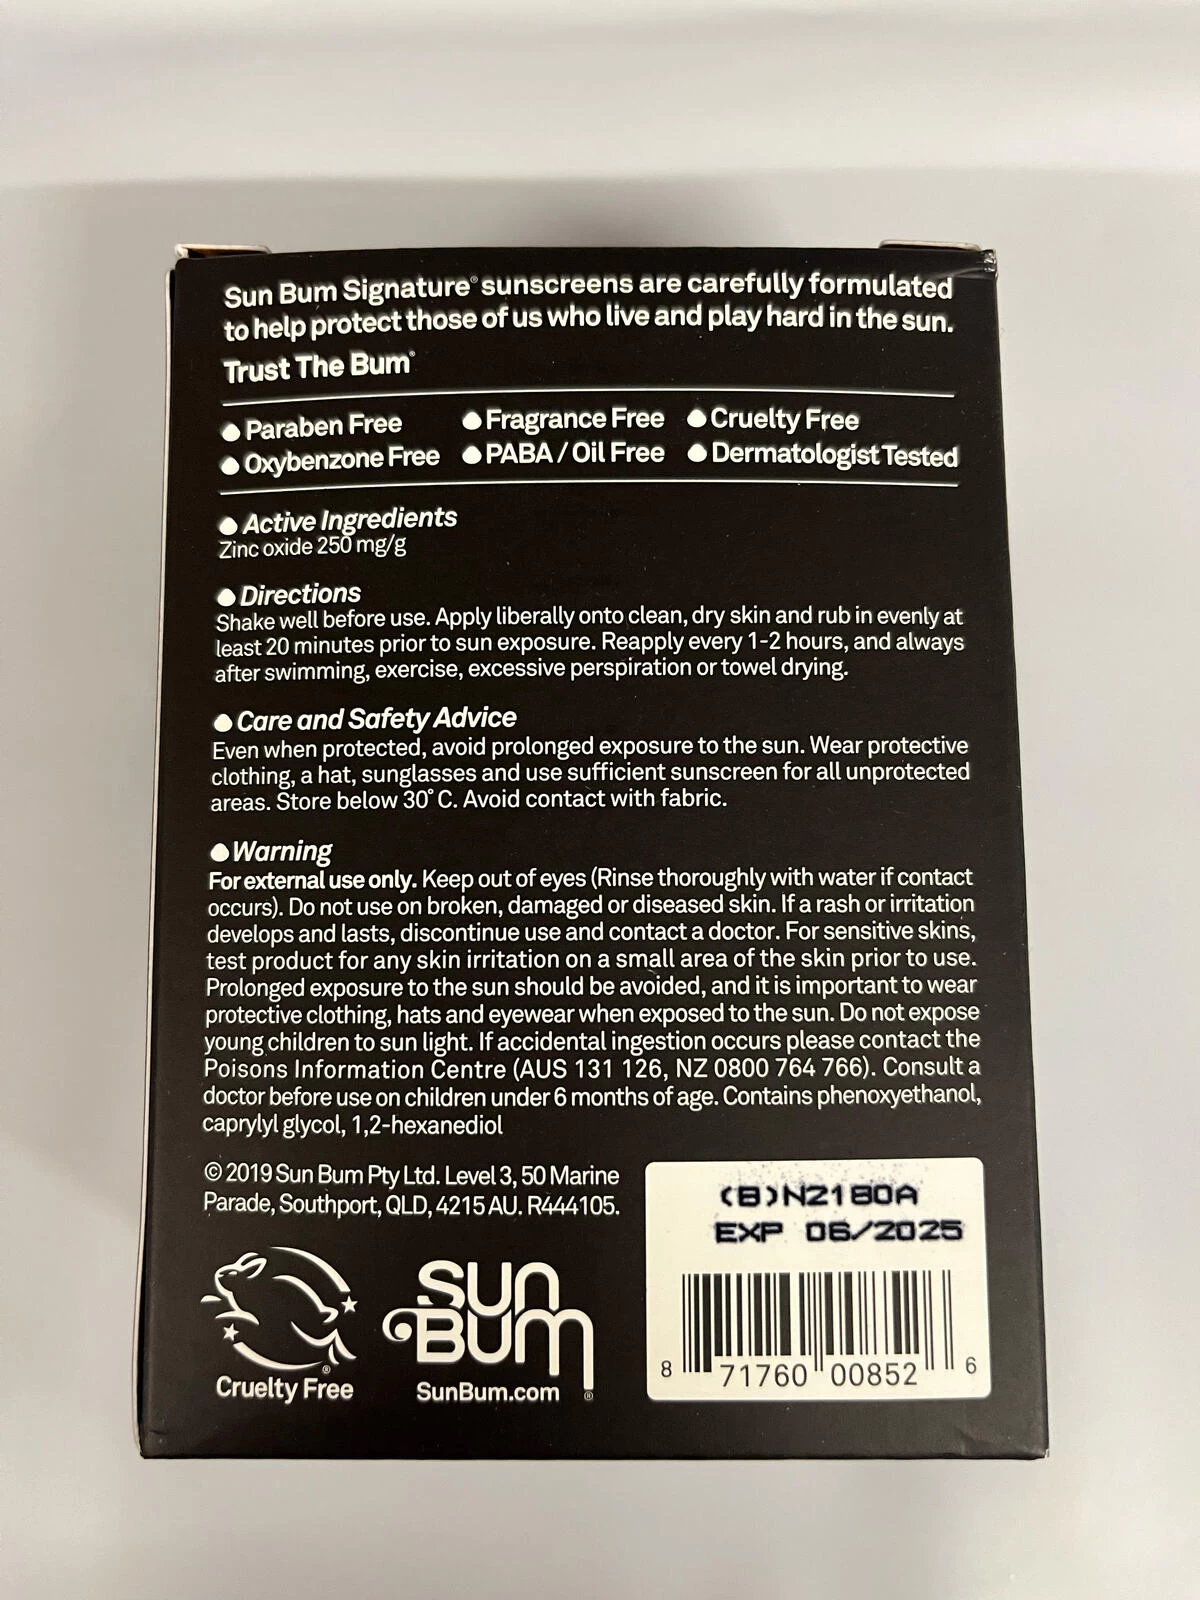 Sun Bum Signature® sunscreens are carefully formulated
to help protect those of us who live and play hard in the sun.
Trust The Bum®
Paraben Free Fragrance Free Cruelty Free
Oxybenzone Free PABA / Oil Free Dermatologist Tested
Active Ingredients
Zinc oxide 250 mg/g
Directions
Shake well before use. Apply liberally onto clean, dry skin and rub in evenly at
least 20 minutes prior to sun exposure. Reapply every 1-2 hours, and always
after swimming, exercise, excessive perspiration or towel drying.
Care and Safety Advice
Even when protected, avoid prolonged exposure to the sun. Wear protective
clothing, a hat, sunglasses and use sufficient sunscreen for all unprotected
areas. Store below 30° C. Avoid contact with fabric.
Warning
For external use only. Keep out of eyes (Rinse thoroughly with water if contact
occurs). Do not use on broken, damaged or diseased skin. If a rash or irritation
develops and lasts, discontinue use and contact a doctor. For sensitive skins,
test product for any skin irritation on a small area of the skin prior to use.
Prolonged exposure to the sun should be avoided, and it is important to wear
protective clothing, hats and eyewear when exposed to the sun. Do not expose
young children to sun light. If accidental ingestion occurs please contact the
Poisons Information Centre (AUS 131 126, NZ 0800 764 766). Consult a
doctor before use on children under 6 months of age. Contains phenoxyethanol,
caprylyl glycol, 1,2-hexanediol
© 2019 Sun Bum Pty Ltd. Level 3, 50 Marine
Parade, Southport, QLD, 4215 AU. R444105.
Cruelty Free
SUN
BUM®
SunBum.com
(B)N2180A
EXP 06/2025
8 71760 00852 6